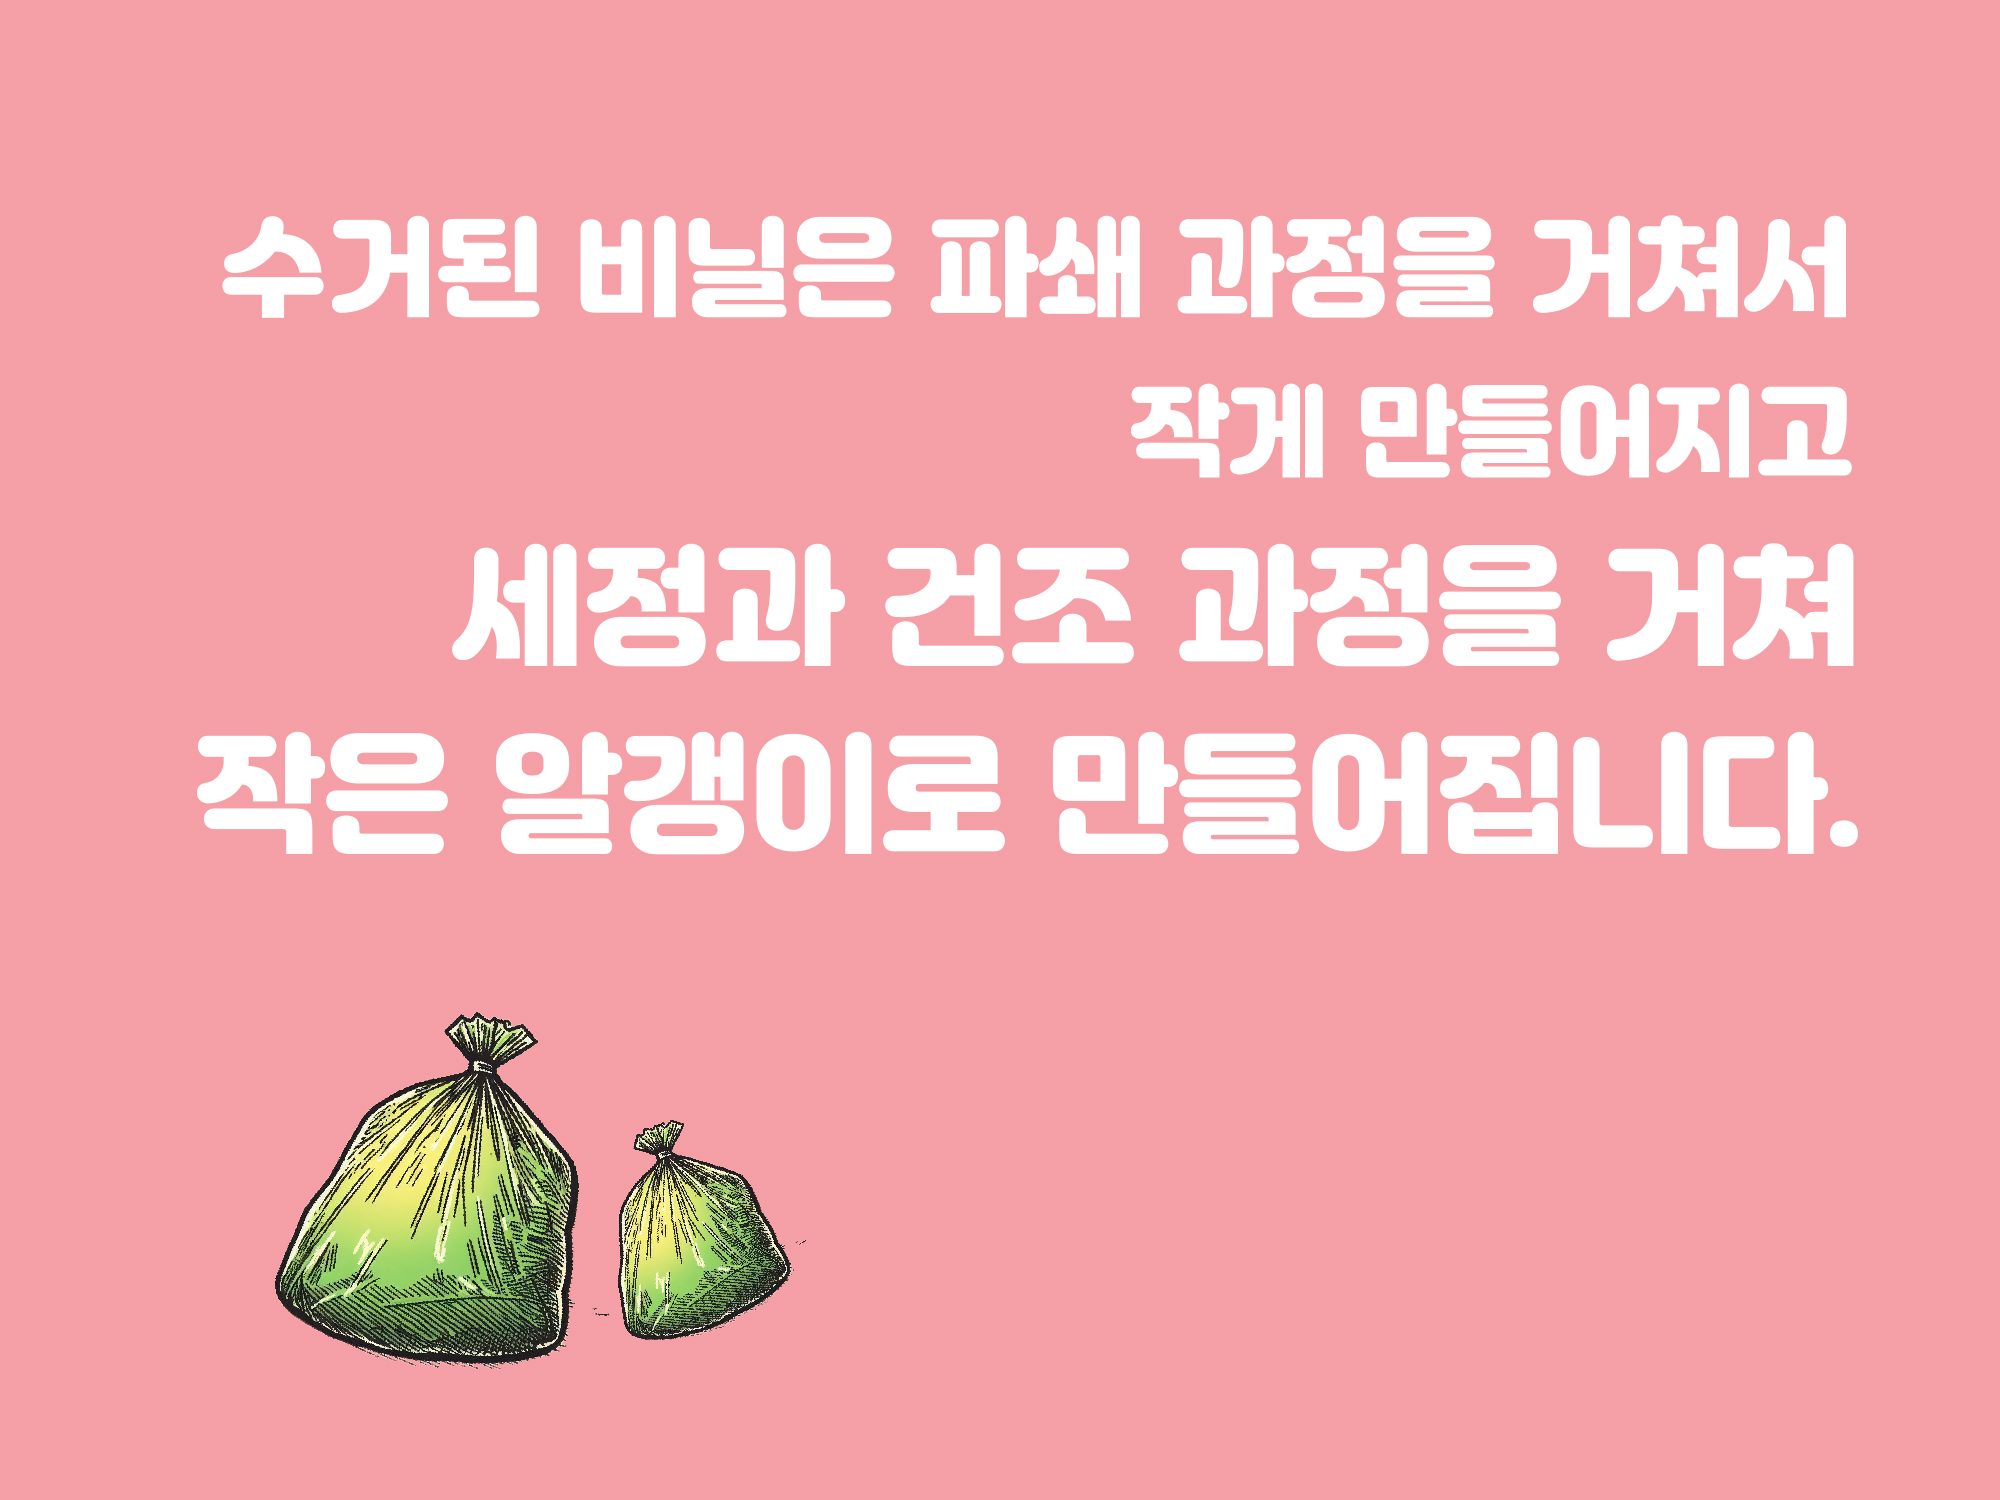 수거된 비닐은 파쇄 과정을 거쳐서
작게 만들어지고
세정과 건조 과정을 거쳐
작은 알갱이로 만들어집니다.